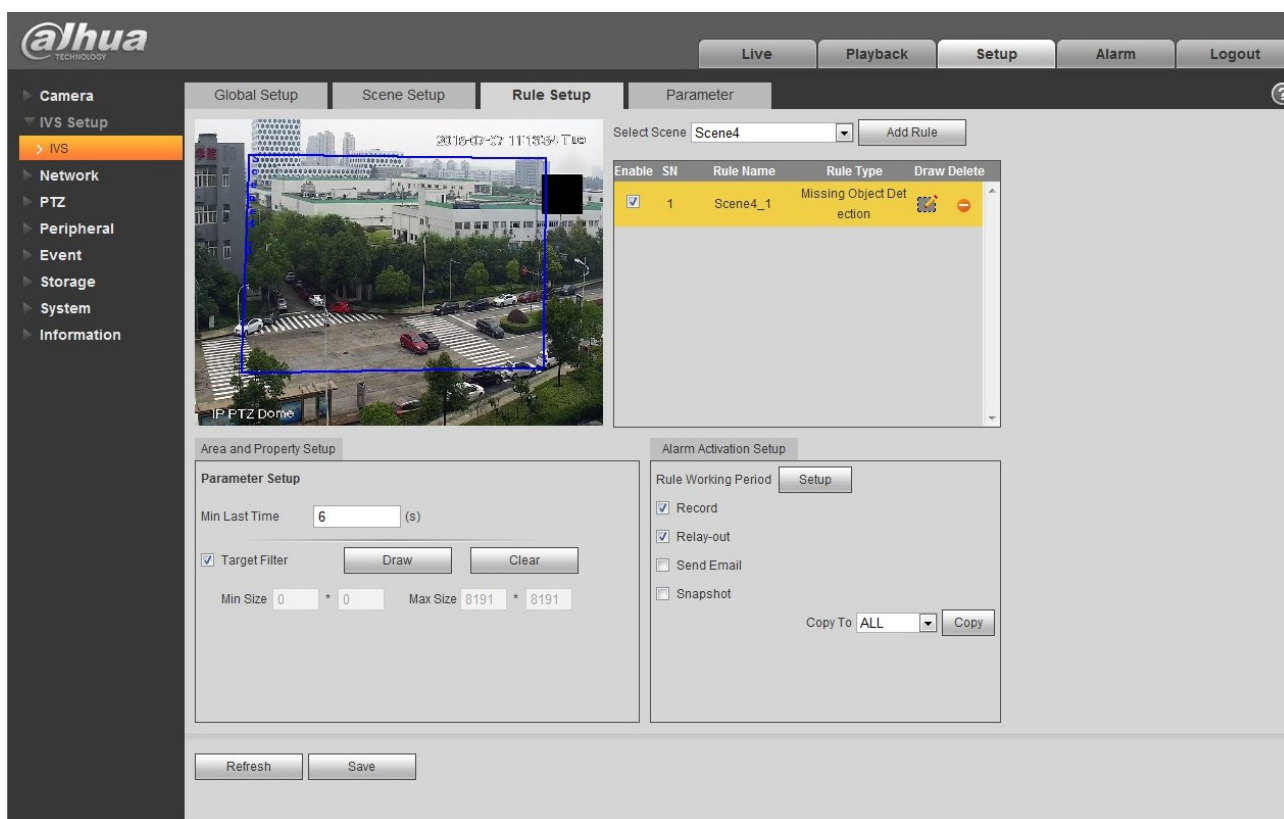 alhua
TECHNOLOGY
Live
Playback
Setup
Alarm
Logout
Camera
IVS Setup
> IVS
Network
PTZ
Peripheral
Event
Storage
System
Information
Global Setup
Scene Setup
Rule Setup
Parameter
?
学院
IP PTZ Dome
Select Scene Scene4
Add Rule
Enable SN Rule Name Rule Type Draw Delete
1 Scene4_1 Missing Object Det
ection
Area and Property Setup
Parameter Setup
Min Last Time 6 (s)
Target Filter Draw Clear
Min Size 0 * 0 Max Size 8191 * 8191
Alarm Activation Setup
Rule Working Period Setup
Record
Relay-out
Send Email
Snapshot
Copy To ALL Copy
Refresh Save